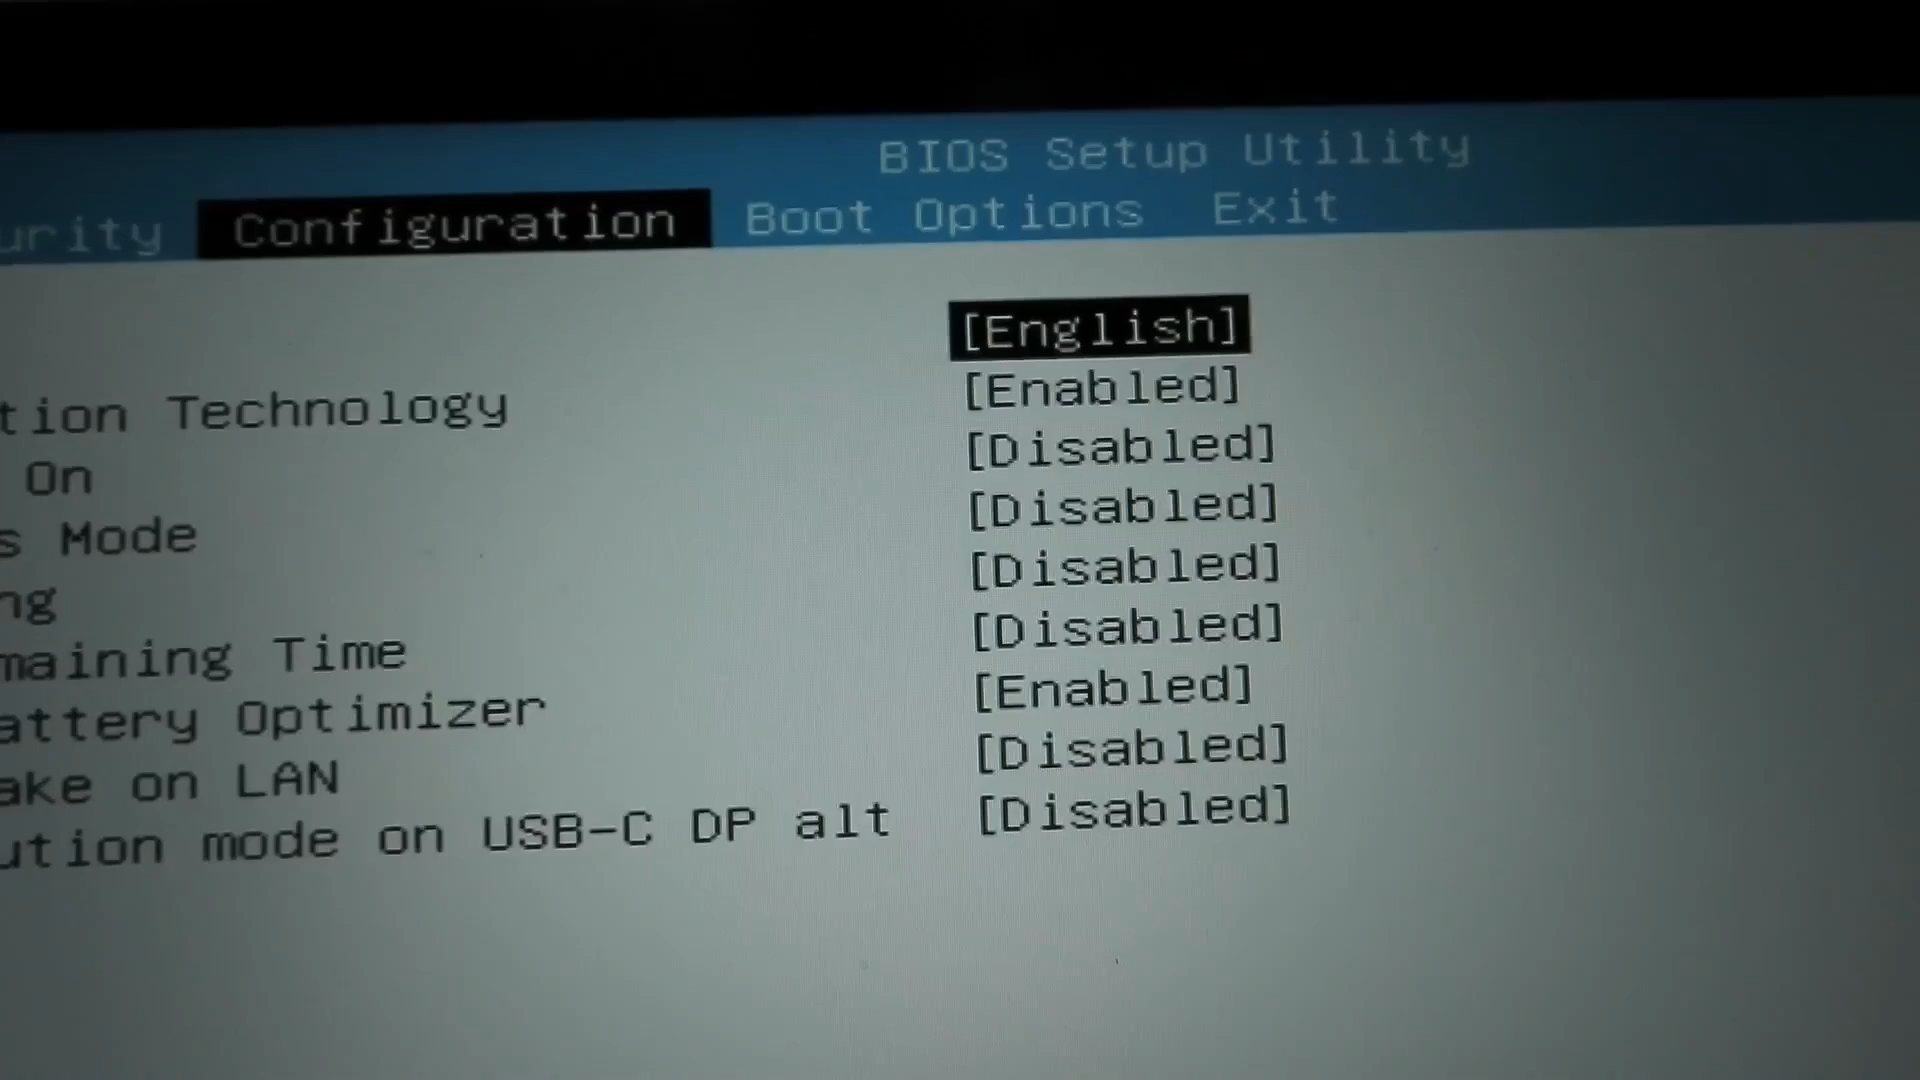 BIOS Setup Utility
urity Configuration Boot Options Exit
[English]
tion Technology [Enabled]
On [Disabled]
s Mode [Disabled]
ng [Disabled]
maining Time [Disabled]
attery Optimizer [Enabled]
ake on LAN [Disabled]
ution mode on USB-C DP alt [Disabled]